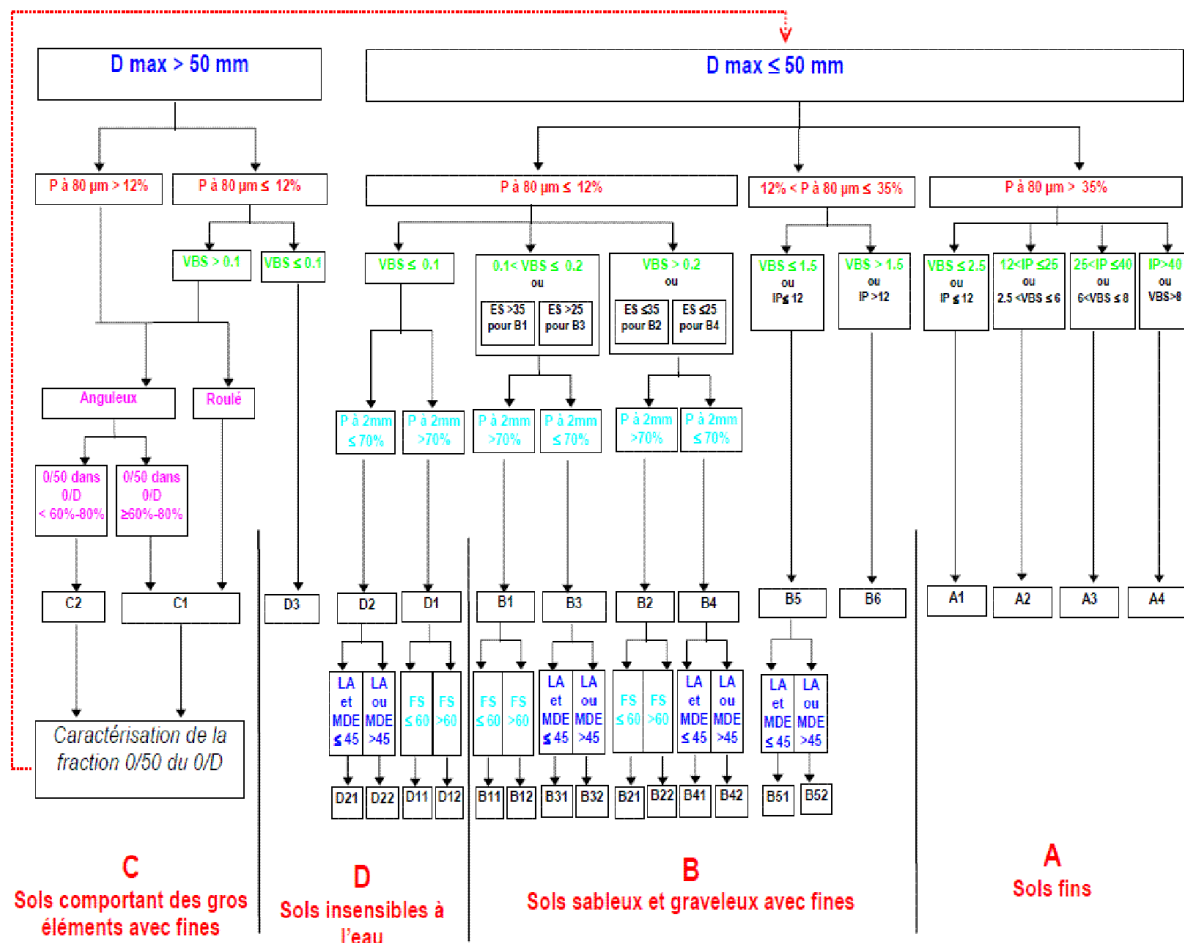 D max > 50 mm
D max ≤ 50 mm
P à 80 µm > 12%
P à 80 µm ≤ 12%
P à 80 µm ≤ 12%
12% < P à 80 µm ≤ 35%
P à 80 µm > 35%
VBS > 0.1
VBS ≤ 0.1
VBS ≤ 0.1
0.1< VBS ≤ 0.2
ou
ES >35
pour B1
ES >25
pour B3
VBS > 0.2
ou
ES ≤35
pour B2
ES ≤25
pour B4
VBS ≤ 1.5
ou
IP≤ 12
VBS > 1.5
ou
IP >12
VBS ≤ 2.5
ou
IP ≤ 12
12<IP ≤25
ou
2.5 <VBS ≤ 6
25<IP ≤40
ou
6<VBS ≤ 8
IP>40
ou
VBS>8
Anguleux
Roulé
P à 2mm
≤ 70%
P à 2mm
>70%
P à 2mm
>70%
P à 2mm
≤ 70%
P à 2mm
>70%
P à 2mm
≤ 70%
0/50 dans
0/D
< 60%-80%
0/50 dans
0/D
≥60%-80%
C2
C1
D3
D2
D1
B1
B3
B2
B4
B5
B6
A1
A2
A3
A4
LA
et
MDE
≤ 45
LA
ou
MDE
>45
FS
≤ 60
FS
>60
FS
≤ 60
FS
>60
LA
et
MDE
≤ 45
LA
ou
MDE
>45
FS
≤ 60
FS
>60
LA
et
MDE
≤ 45
LA
ou
MDE
>45
LA
et
MDE
≤ 45
LA
ou
MDE
>45
Caractérisation de la
fraction 0/50 du 0/D
D21
D22
D11
D12
B11
B12
B31
B32
B21
B22
B41
B42
B51
B52
C
Sols comportant des gros
éléments avec fines
D
Sols insensibles à
l'eau
B
Sols sableux et graveleux avec fines
A
Sols fins